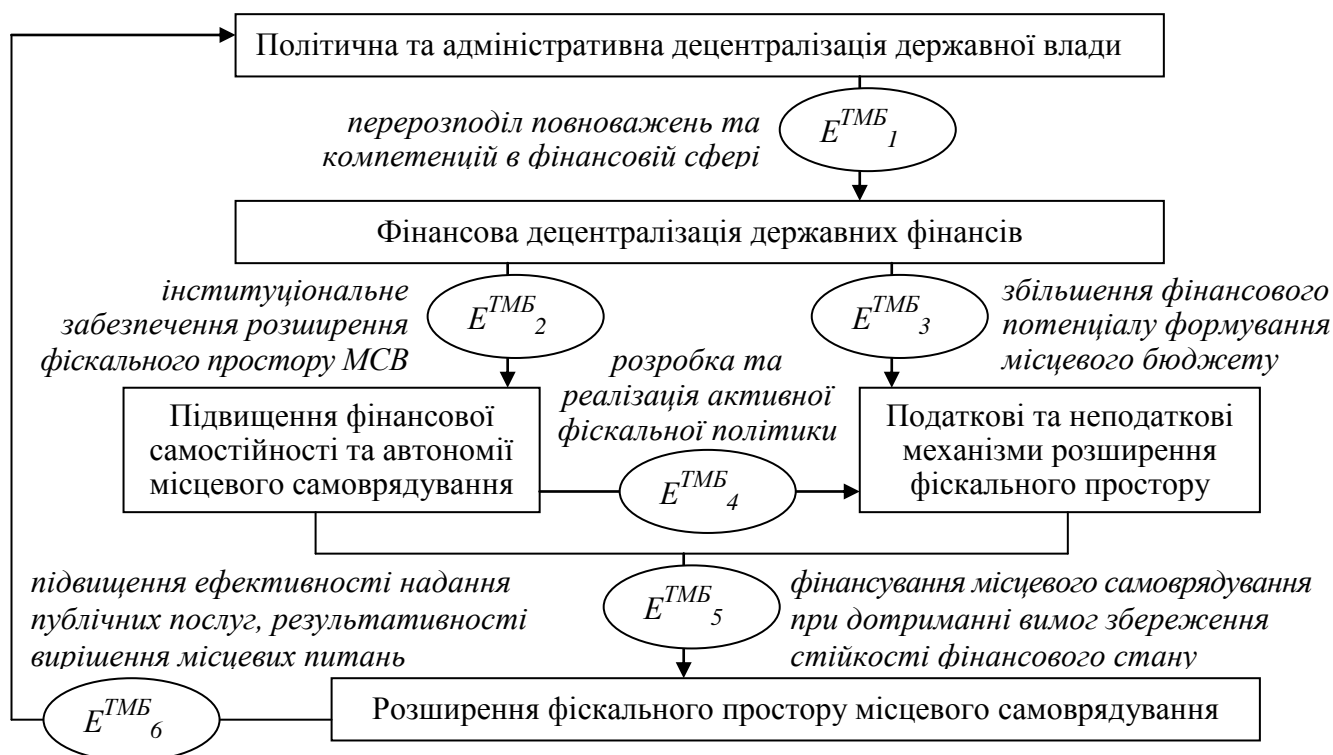 Політична та адміністративна децентралізація державної влади
перерозподіл повноважень та
компетенцій в фінансовій сфері
E^ТМБ_1
Фінансова децентралізація державних фінансів
інституціональне
забезпечення розширення
фіскального простору МСВ
E^ТМБ_2
E^ТМБ_3
збільшення фінансового
потенціалу формування
місцевого бюджету
розробка та
реалізація активної
фіскальної політики
Підвищення фінансової
самостійності та автономії
місцевого самоврядування
E^ТМБ_4
Податкові та неподаткові
механізми розширення
фіскального простору
підвищення ефективності надання
публічних послуг, результативності
вирішення місцевих питань
E^ТМБ_5
фінансування місцевого самоврядування
при дотриманні вимог збереження
стійкості фінансового стану
E^ТМБ_6
Розширення фіскального простору місцевого самоврядування